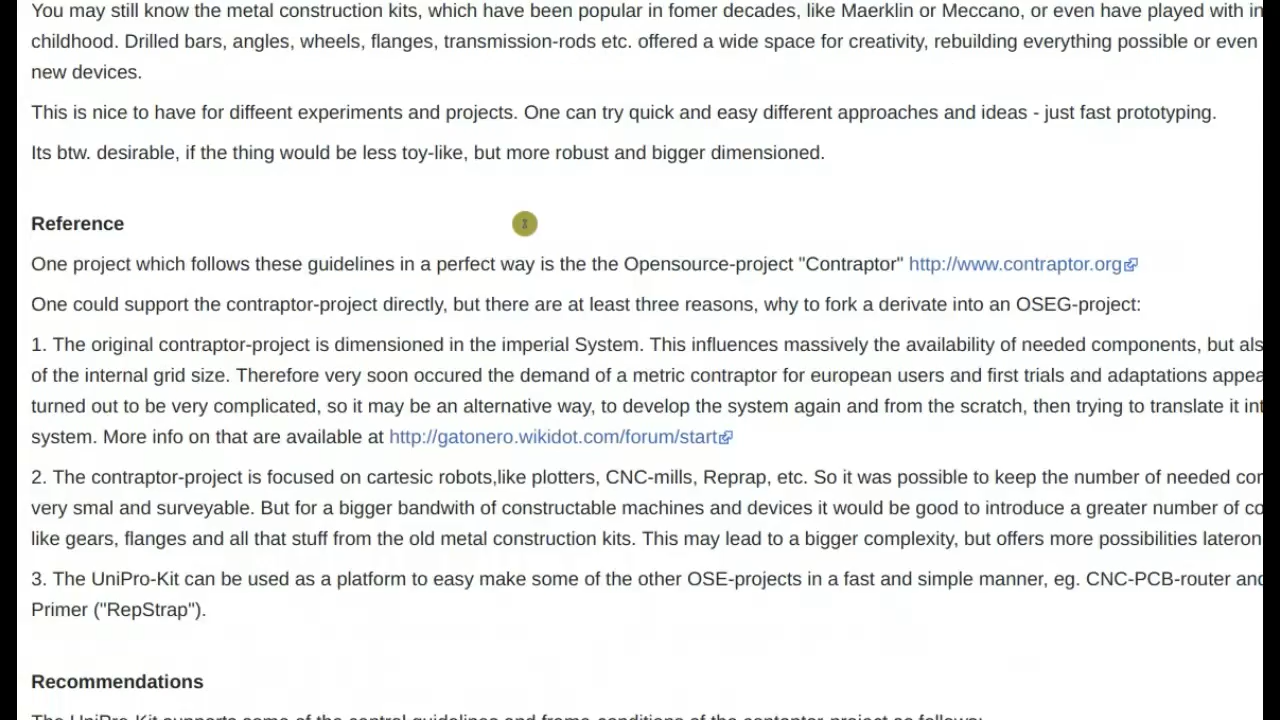 You may still know the metal construction kits, which have been popular in fomer decades, like Maerklin or Meccano, or even have played with in
childhood. Drilled bars, angles, wheels, flanges, transmission-rods etc. offered a wide space for creativity, rebuilding everything possible or even
new devices.
This is nice to have for diffeent experiments and projects. One can try quick and easy different approaches and ideas - just fast prototyping.
Its btw. desirable, if the thing would be less toy-like, but more robust and bigger dimensioned.
Reference
One project which follows these guidelines in a perfect way is the the Opensource-project "Contraptor" http://www.contraptor.org
One could support the contraptor-project directly, but there are at least three reasons, why to fork a derivate into an OSEG-project:
1. The original contraptor-project is dimensioned in the imperial System. This influences massively the availability of needed components, but als
of the internal grid size. Therefore very soon occured the demand of a metric contraptor for european users and first trials and adaptations appea
turned out to be very complicated, so it may be an alternative way, to develop the system again and from the scratch, then trying to translate it int
system. More info on that are available at http://gatonero.wikidot.com/forum/start
2. The contraptor-project is focused on cartesic robots,like plotters, CNC-mills, Reprap, etc. So it was possible to keep the number of needed cor
very smal and surveyable. But for a bigger bandwith of constructable machines and devices it would be good to introduce a greater number of co
like gears, flanges and all that stuff from the old metal construction kits. This may lead to a bigger complexity, but offers more possibilities lateron
3. The UniPro-Kit can be used as a platform to easy make some of the other OSE-projects in a fast and simple manner, eg. CNC-PCB-router and
Primer ("RepStrap").
Recommendations
The UniPro-Kit supports some of the control guidelines and frame-conditions of the contaptor-project as follows: